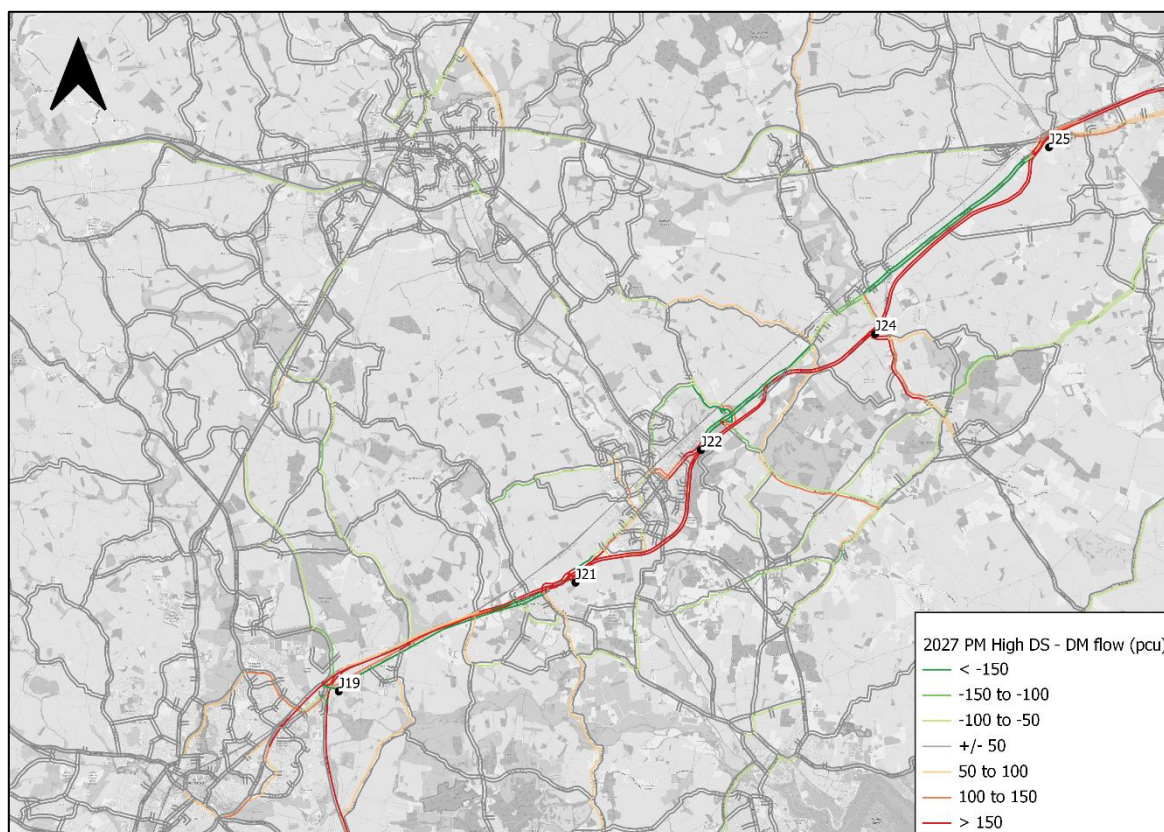 J25
J24
J22
J21
J19
2027 PM High DS - DM flow (pcu)
< -150
-150 to -100
-100 to -50
+/- 50
50 to 100
100 to 150
> 150